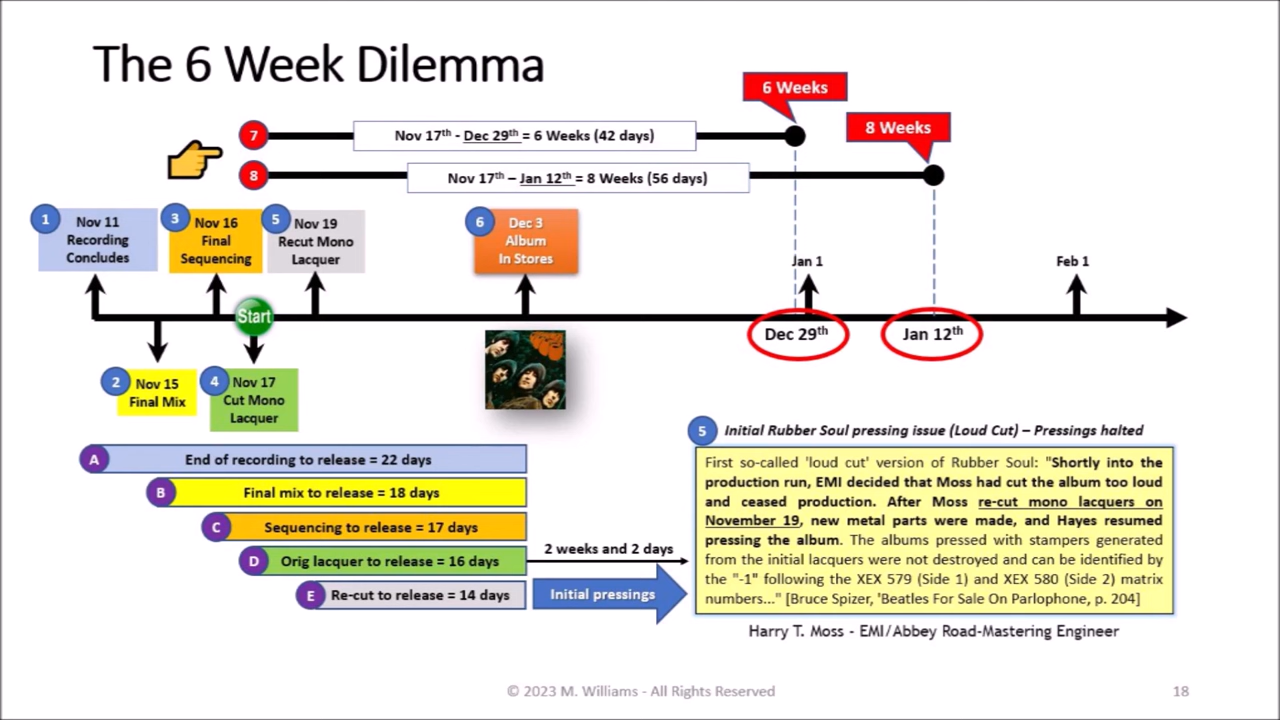 The 6 Week Dilemma
6 Weeks
8 Weeks
7
Nov 17th - Dec 29th = 6 Weeks (42 days)
8
Nov 17th – Jan 12th = 8 Weeks (56 days)
1
Nov 11
Recording
Concludes
3
Nov 16
Final
Sequencing
5
Nov 19
Recut Mono
Lacquer
6
Dec 3
Album
In Stores
Jan 1
Feb 1
Start
Dec 29th
Jan 12th
2
Nov 15
Final Mix
4
Nov 17
Cut Mono
Lacquer
A
End of recording to release = 22 days
B
Final mix to release = 18 days
C
Sequencing to release = 17 days
D
Orig lacquer to release = 16 days
2 weeks and 2 days
E
Re-cut to release = 14 days
Initial pressings
5
Initial Rubber Soul pressing issue (Loud Cut) – Pressings halted
First so-called 'loud cut' version of Rubber Soul: "Shortly into the
production run, EMI decided that Moss had cut the album too loud
and ceased production. After Moss re-cut mono lacquers on
November 19, new metal parts were made, and Hayes resumed
pressing the album. The albums pressed with stampers generated
from the initial lacquers were not destroyed and can be identified by
the "-1" following the XEX 579 (Side 1) and XEX 580 (Side 2) matrix
numbers..." [Bruce Spizer, 'Beatles For Sale On Parlophone, p. 204]
Harry T. Moss - EMI/Abbey Road-Mastering Engineer
© 2023 M. Williams - All Rights Reserved
18